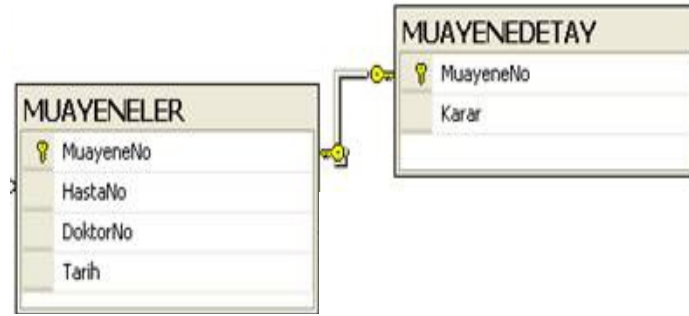 MUAYENEDETAY
MuayeneNo
Karar
MUAYENELER
MuayeneNo
HastaNo
DoktorNo
Tarih